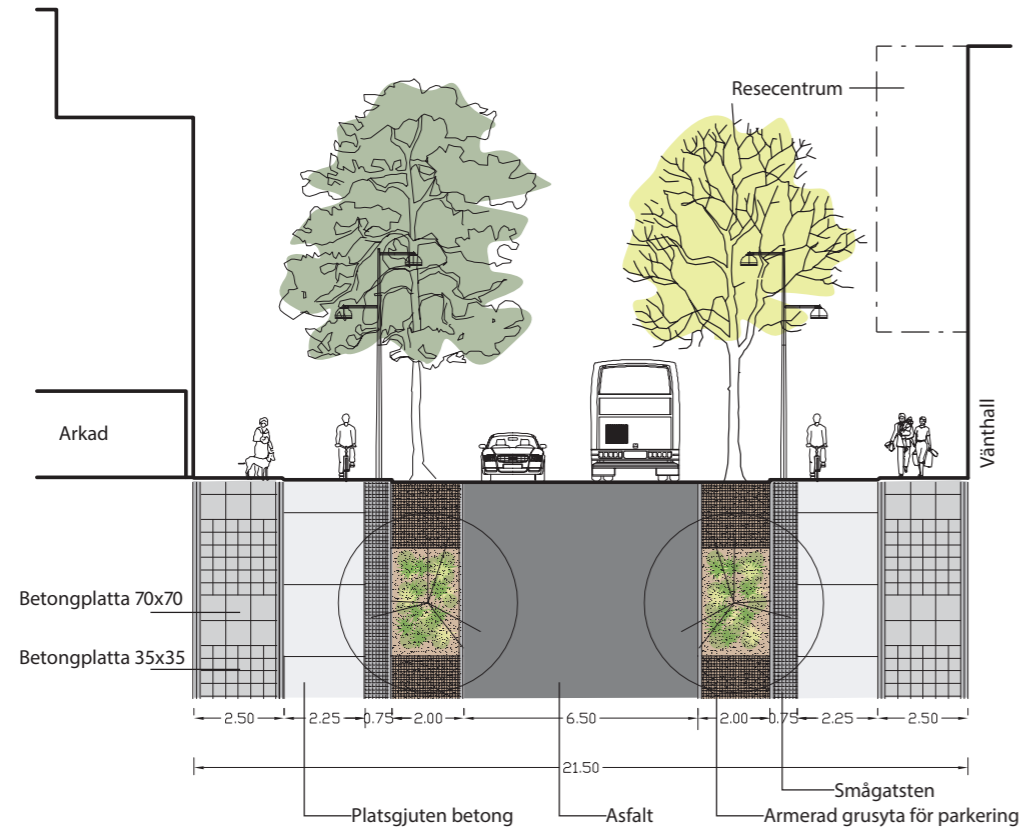 Resecentrum
Arkad
Vänthall
Betongplatta 70x70
Betongplatta 35x35
2.50 2.25 0.75 2.00 6.50 2.00 0.75 2.25 2.50
21.50
Smågatsten
Platsgjuten betong Asfalt Armerad grusyta för parkering